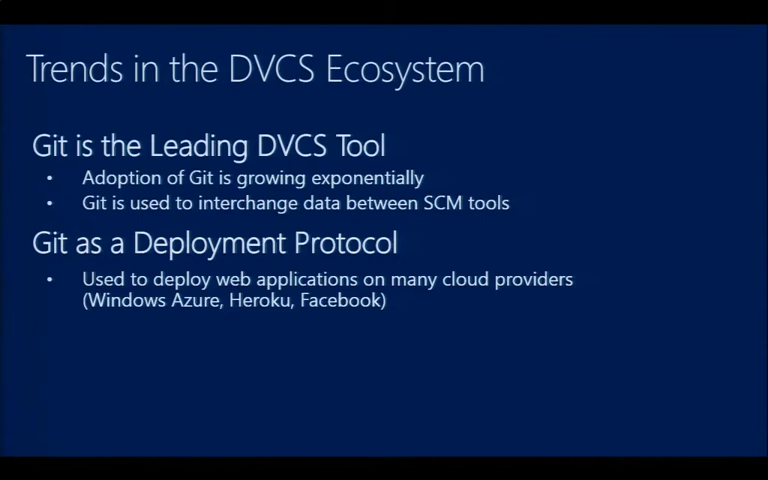 Trends in the DVCS Ecosystem
Git is the Leading DVCS Tool
• Adoption of Git is growing exponentially
• Git is used to interchange data between SCM tools
Git as a Deployment Protocol
• Used to deploy web applications on many cloud providers
(Windows Azure, Heroku, Facebook)